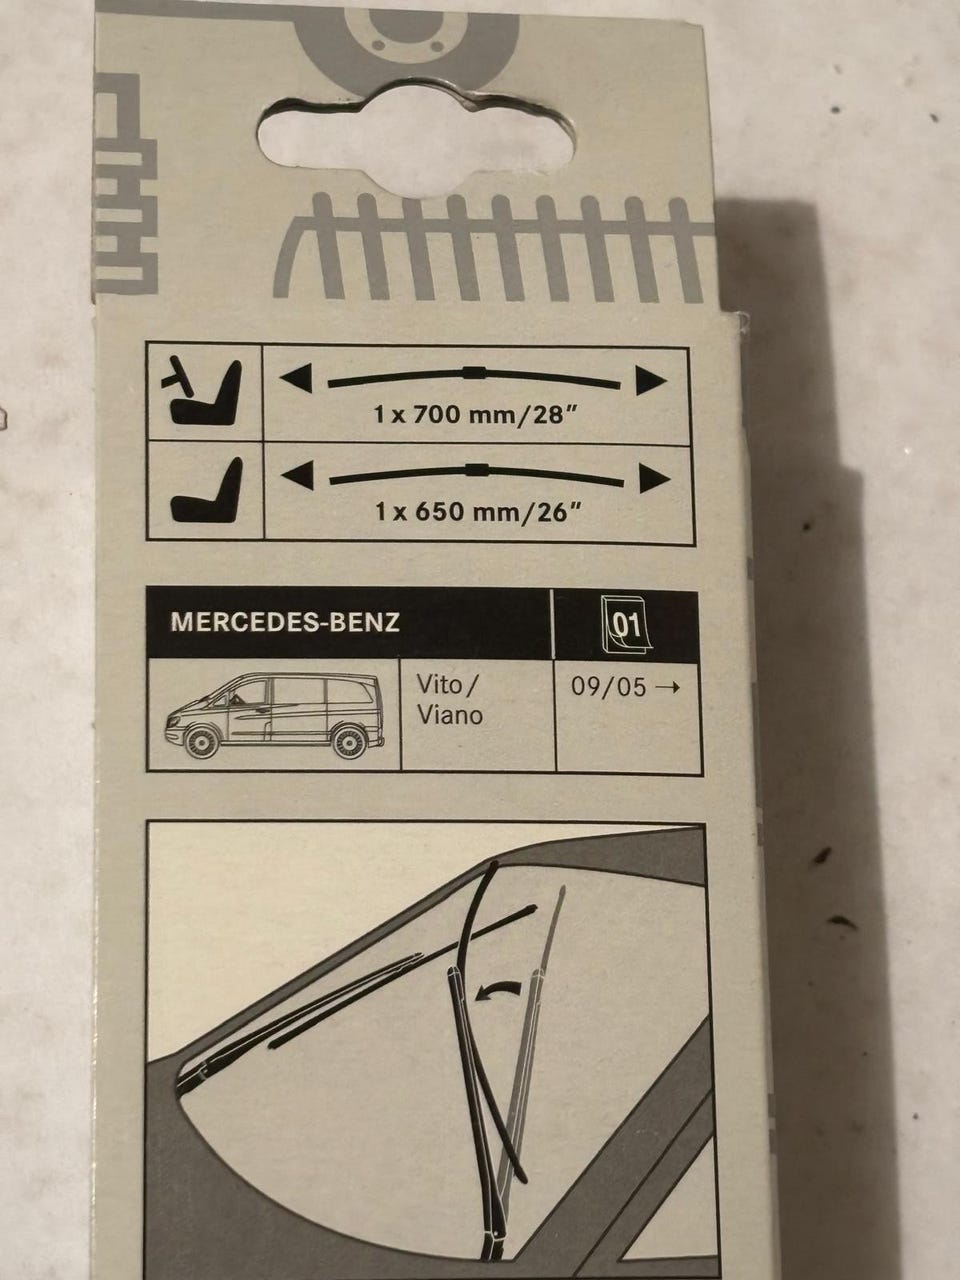 1 x 700 mm/28"
1 x 650 mm/26"
MERCEDES-BENZ
01
Vito/
Viano
09/05 →